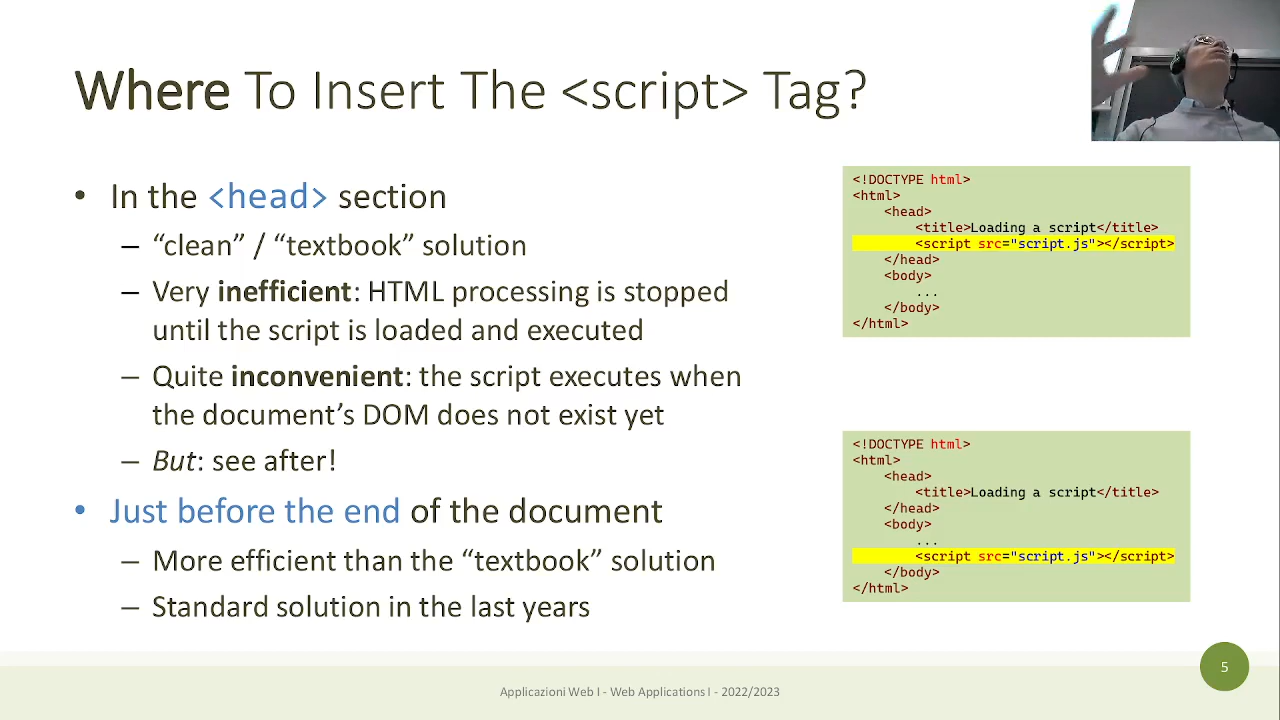 Where To Insert The <script> Tag?
• In the <head> section
– “clean” / “textbook” solution
– Very inefficient: HTML processing is stopped
until the script is loaded and executed
– Quite inconvenient: the script executes when
the document’s DOM does not exist yet
– But: see after!
• Just before the end of the document
– More efficient than the “textbook” solution
– Standard solution in the last years
<!DOCTYPE html>
<html>
    <head>
        <title>Loading a script</title>
        <script src="script.js"></script>
    </head>
    <body>
        ...
    </body>
</html>
<!DOCTYPE html>
<html>
    <head>
        <title>Loading a script</title>
    </head>
    <body>
        ...
        <script src="script.js"></script>
    </body>
</html>
Applicazioni Web I - Web Applications I - 2022/2023
5